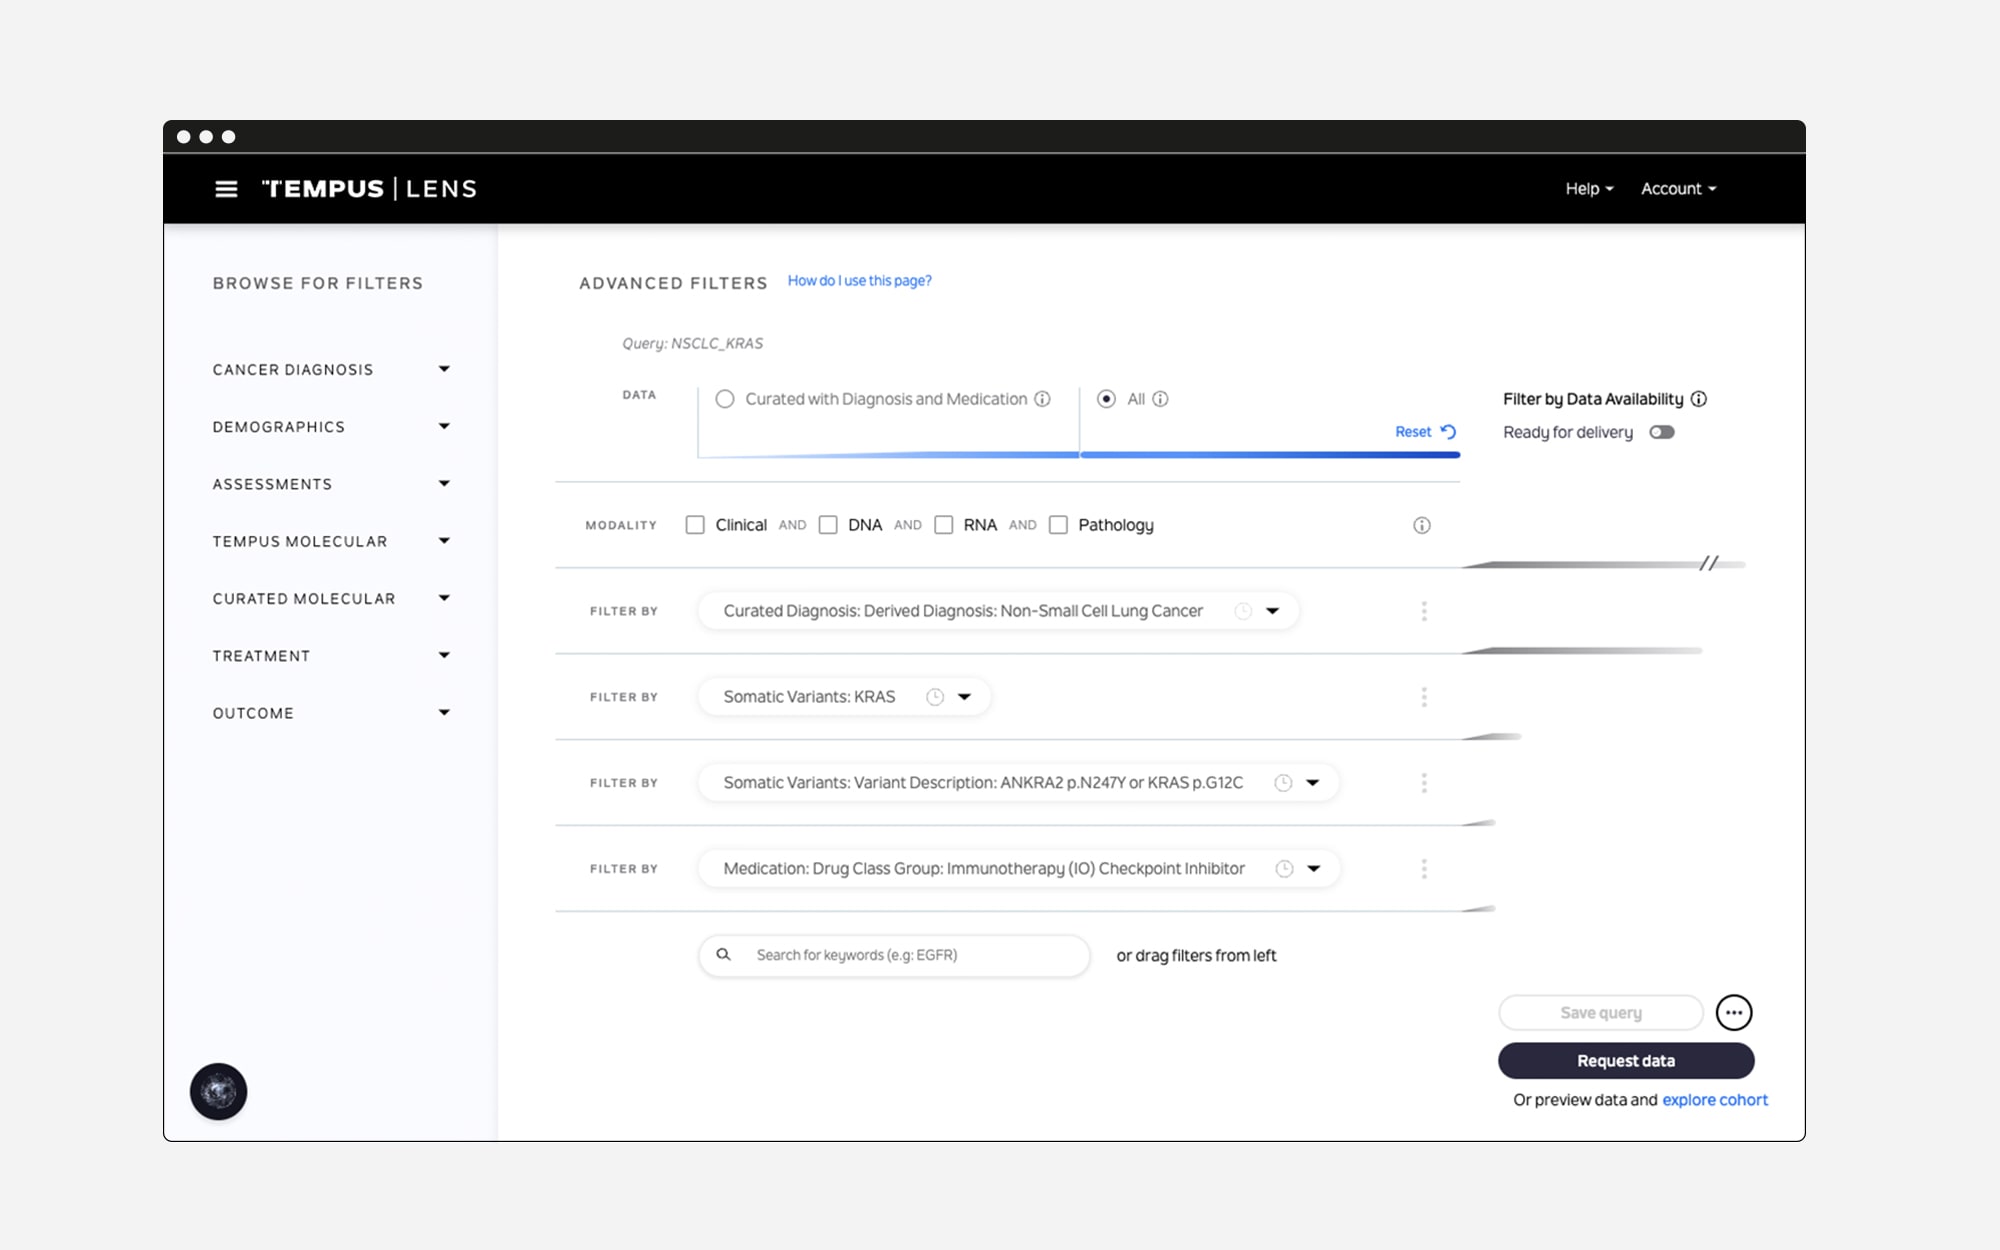 TEMPUS | LENS
Help
Account
BROWSE FOR FILTERS
CANCER DIAGNOSIS
DEMOGRAPHICS
ASSESSMENTS
TEMPUS MOLECULAR
CURATED MOLECULAR
TREATMENT
OUTCOME
ADVANCED FILTERS How do I use this page?
Query: NSCLC_KRAS
DATA Curated with Diagnosis and Medication All
Reset
Filter by Data Availability
Ready for delivery
MODALITY Clinical AND DNA AND RNA AND Pathology
FILTER BY Curated Diagnosis: Derived Diagnosis: Non-Small Cell Lung Cancer
FILTER BY Somatic Variants: KRAS
FILTER BY Somatic Variants: Variant Description: ANKRA2 p.N247Y or KRAS p.G12C
FILTER BY Medication: Drug Class Group: Immunotherapy (IO) Checkpoint Inhibitor
Search for keywords (e.g: EGFR) or drag filters from left
Save query
Request data
Or preview data and explore cohort